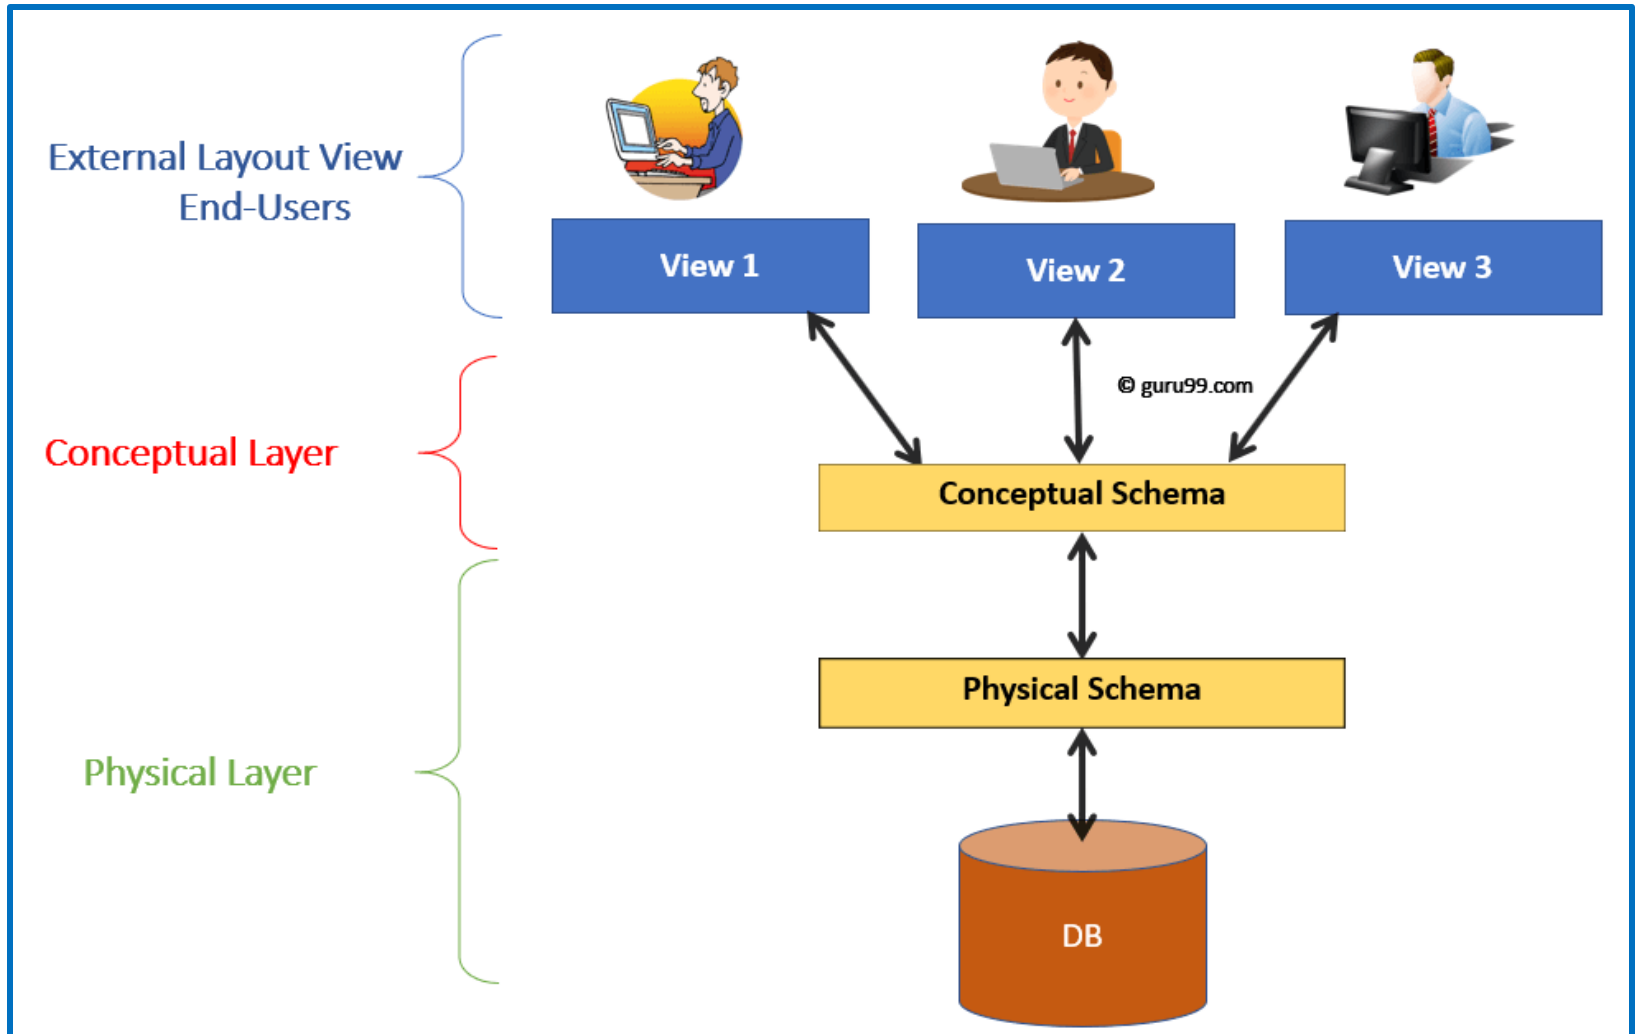 External Layout View
End-Users
View 1
View 2
View 3
© guru99.com
Conceptual Layer
Conceptual Schema
Physical Schema
Physical Layer
DB